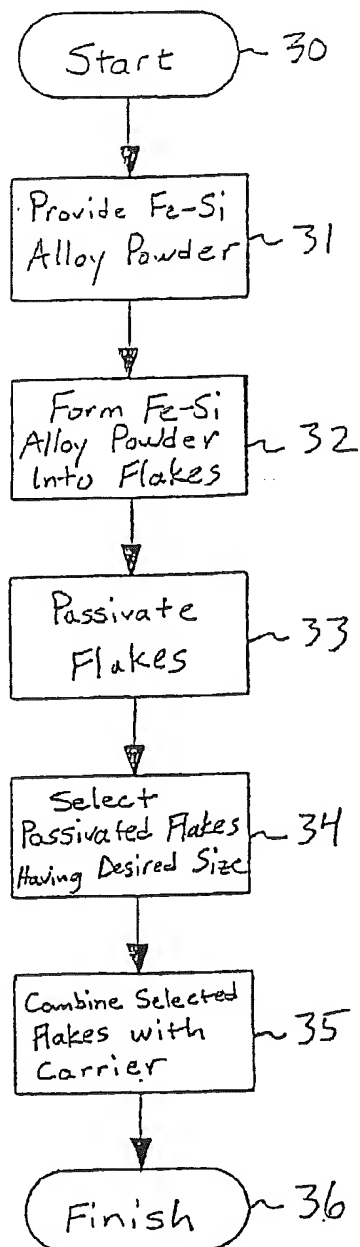 Start
30
Provide Fe-Si
Alloy Powder
31
Form Fe-Si
Alloy Powder
Into Flakes
32
Passivate
Flakes
33
Select
Passivated Flakes
Having Desired Size
34
Combine Selected
Flakes with
Carrier
35
Finish
36